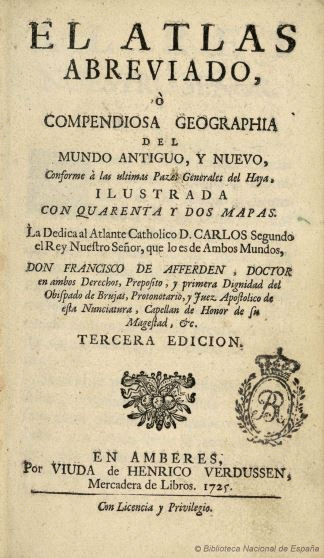 EL ATLAS
ABREVIADO,
ò
COMPENDIOSA GEOGRAPHIA
DEL
MUNDO ANTIGUO, Y NUEVO,
Conforme à las ultimas Pazes Generales del Haya,
ILUSTRADA
CON QUARENTA Y DOS MAPAS.
La Dedica al Atlante Catholico D. CARLOS Segundo
el Rey Nuestro Señor, que lo es de Ambos Mundos,
DON FRANCISCO DE AFFERDEN, DOCTOR
en ambos Derechos, Preposito, y primera Dignidad del
Obispado de Brujas, Protonotario, y Juez Apostolico de
esta Nunciatura, Capellan de Honor de su
Magestad, &c.
TERCERA EDICION.
BR
EN AMBERES,
Por VIUDA de HENRICO VERDUSSEN,
Mercadera de Libros. 1725.
Con Licencia y Privilegio.
© Biblioteca Nacional de España